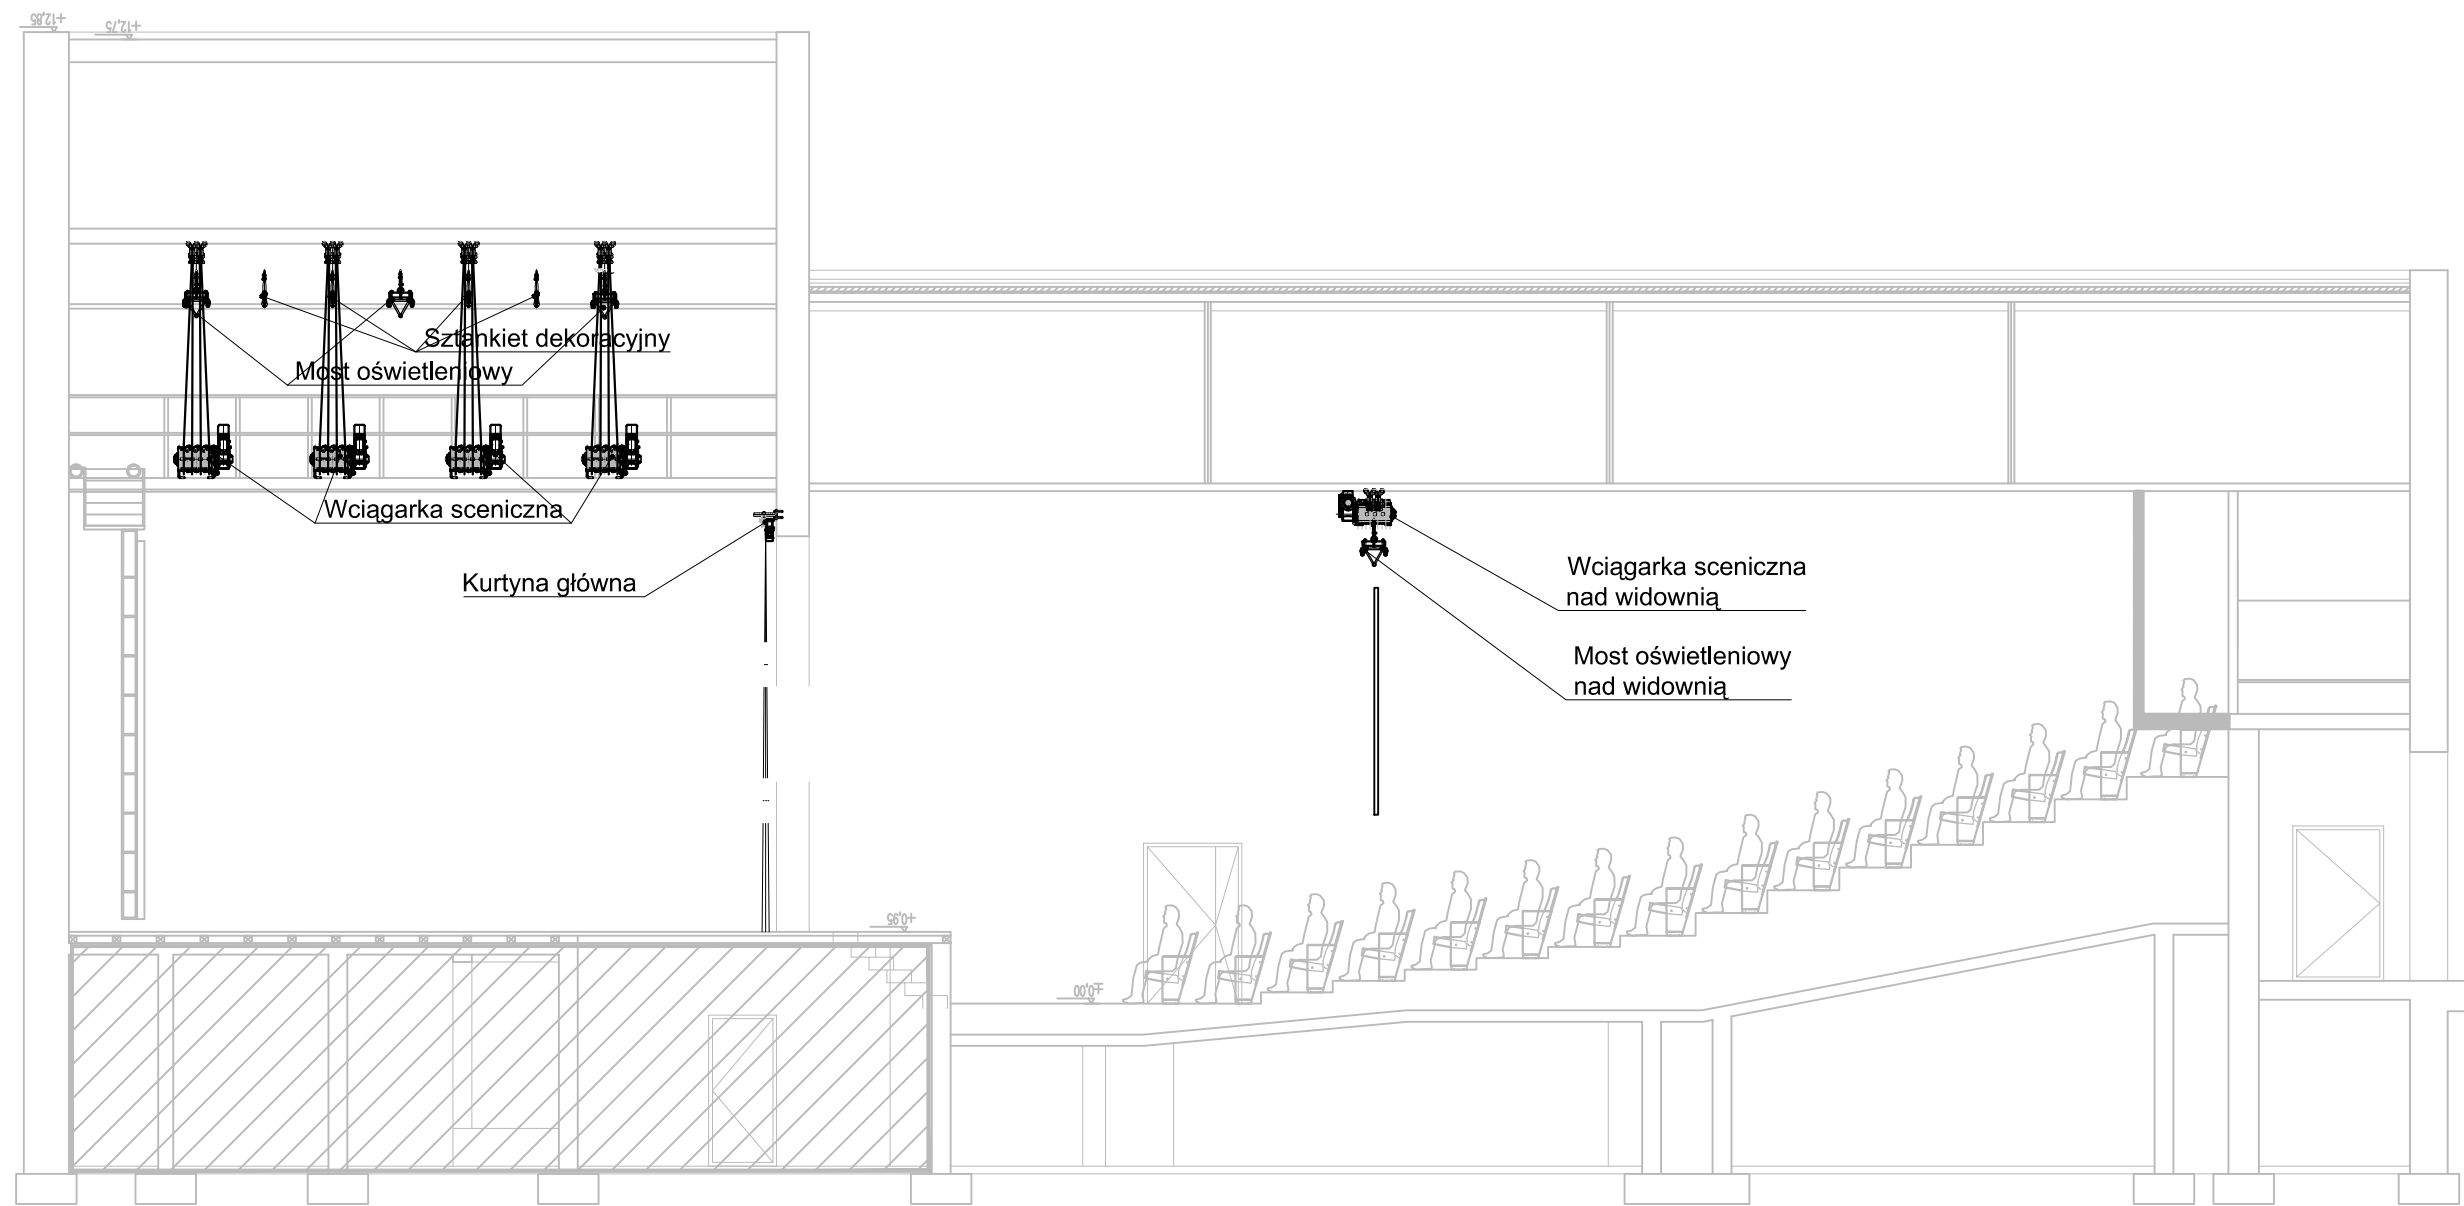 +12,85
+12,75
Sztankiet dekoracyjny
Most oświetleniowy
Wciągarka sceniczna
Kurtyna główna
Wciągarka sceniczna
nad widownią
Most oświetleniowy
nad widownią
+0,95
±0,00